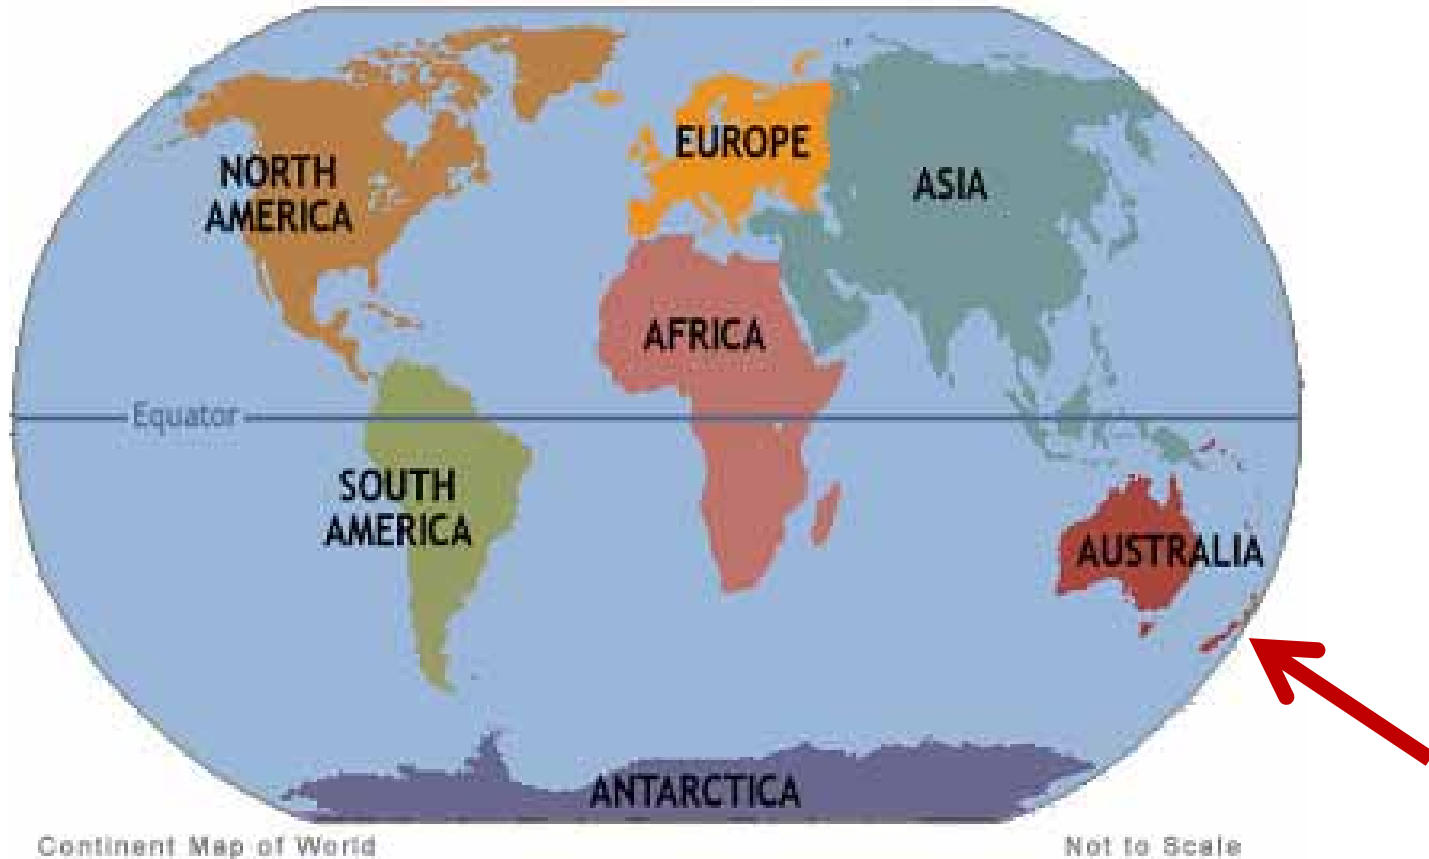 EUROPE
NORTH
AMERICA
ASIA
AFRICA
Equator
SOUTH
AMERICA
AUSTRALIA
ANTARCTICA
Continent Map of World
Not to Scale